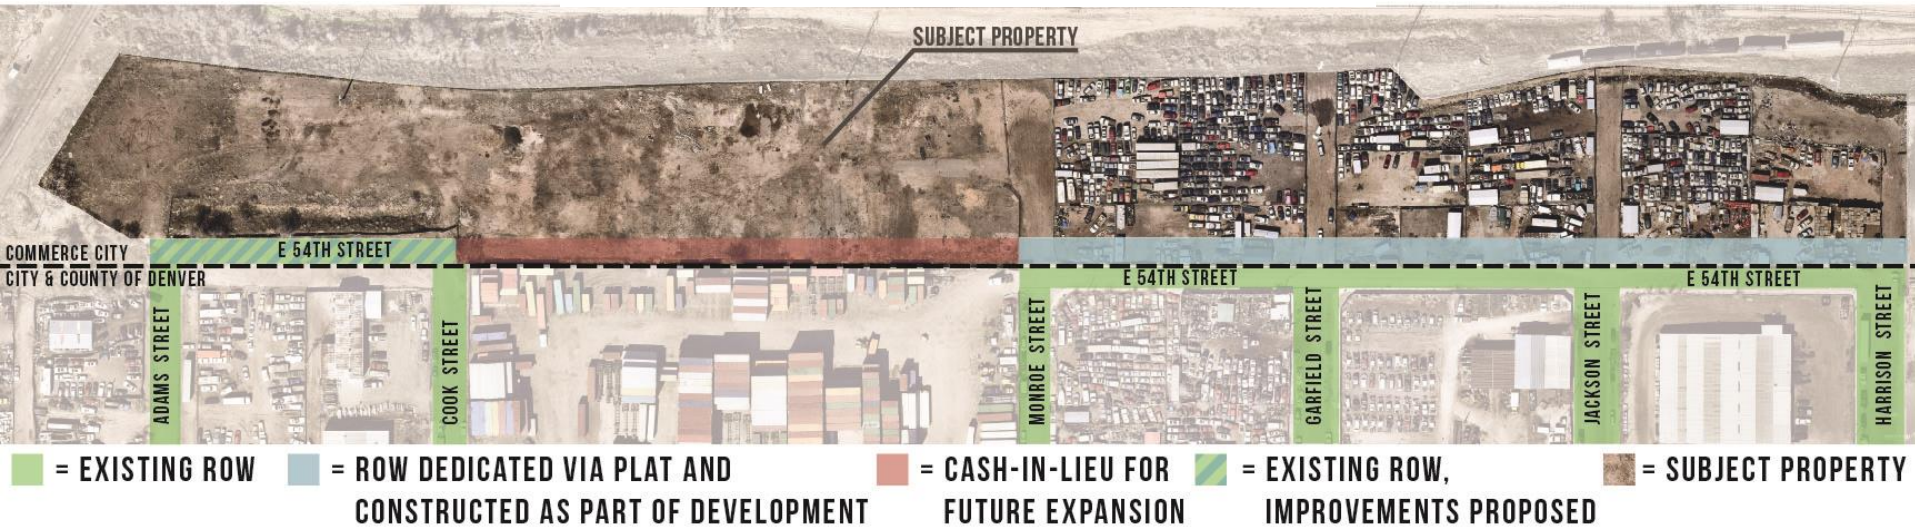 SUBJECT PROPERTY
E 54TH STREET
COMMERCE CITY
CITY & COUNTY OF DENVER
E 54TH STREET
E 54TH STREET
ADAMS STREET
COOK STREET
MONROE STREET
GARFIELD STREET
JACKSON STREET
HARRISON STREET
= EXISTING ROW
= ROW DEDICATED VIA PLAT AND
CONSTRUCTED AS PART OF DEVELOPMENT
= CASH-IN-LIEU FOR
FUTURE EXPANSION
= EXISTING ROW,
IMPROVEMENTS PROPOSED
= SUBJECT PROPERTY